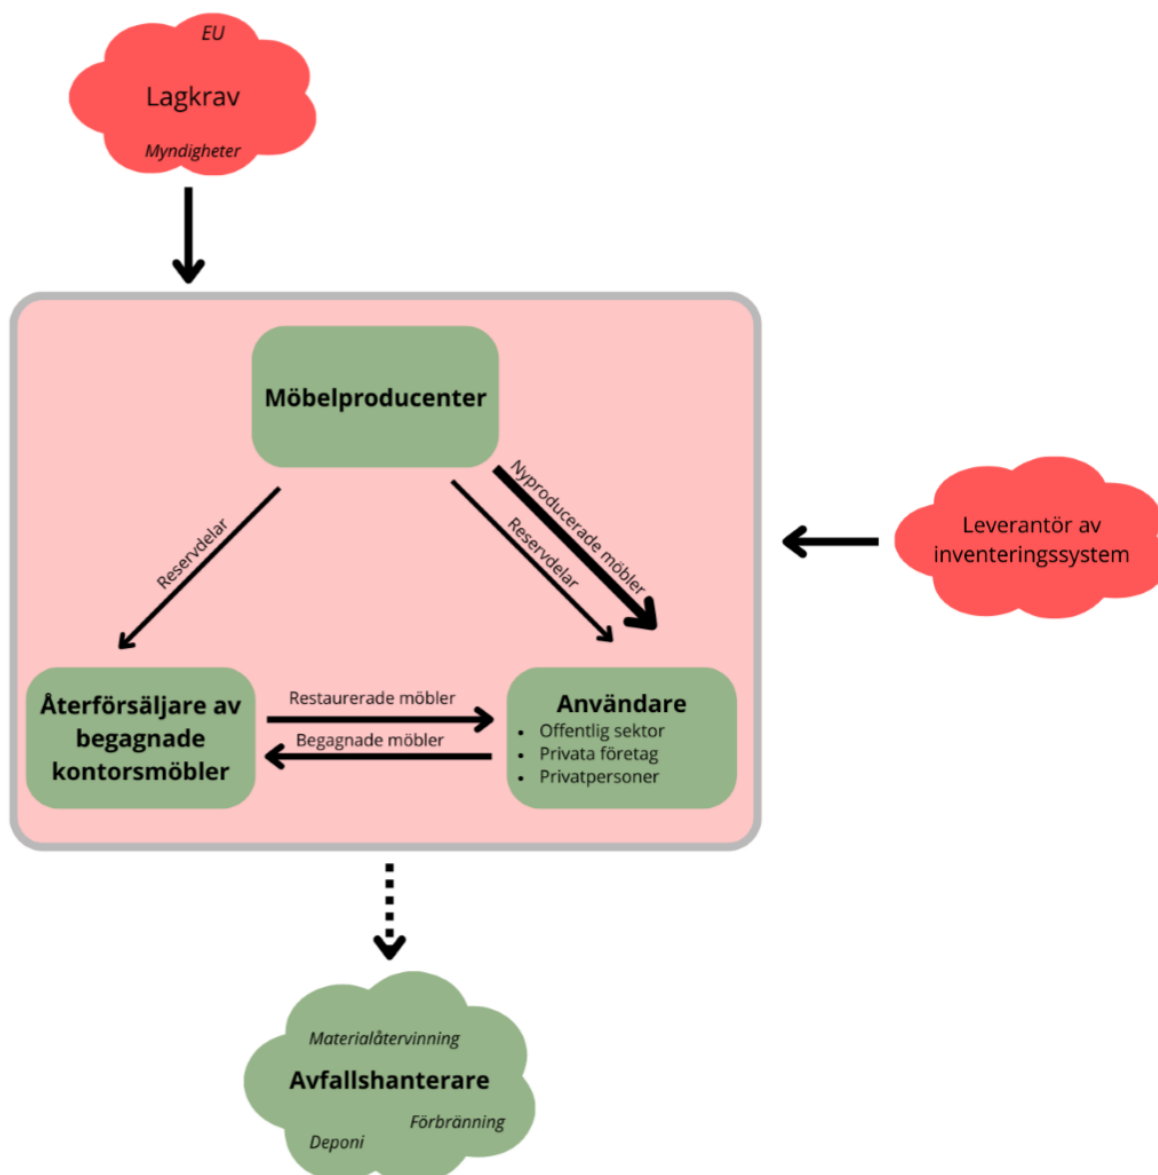 EU
Lagkrav
Myndigheter
Möbelproducenter
Nyproducerade möbler
Reservdelar
Reservdelar
Leverantör av
inventeringssystem
Återförsäljare av
begagnade
kontorsmöbler
Restaurerade möbler
Begagnade möbler
Användare
• Offentlig sektor
• Privata företag
• Privatpersoner
Materialåtervinning
Avfallshanterare
Förbränning
Deponi